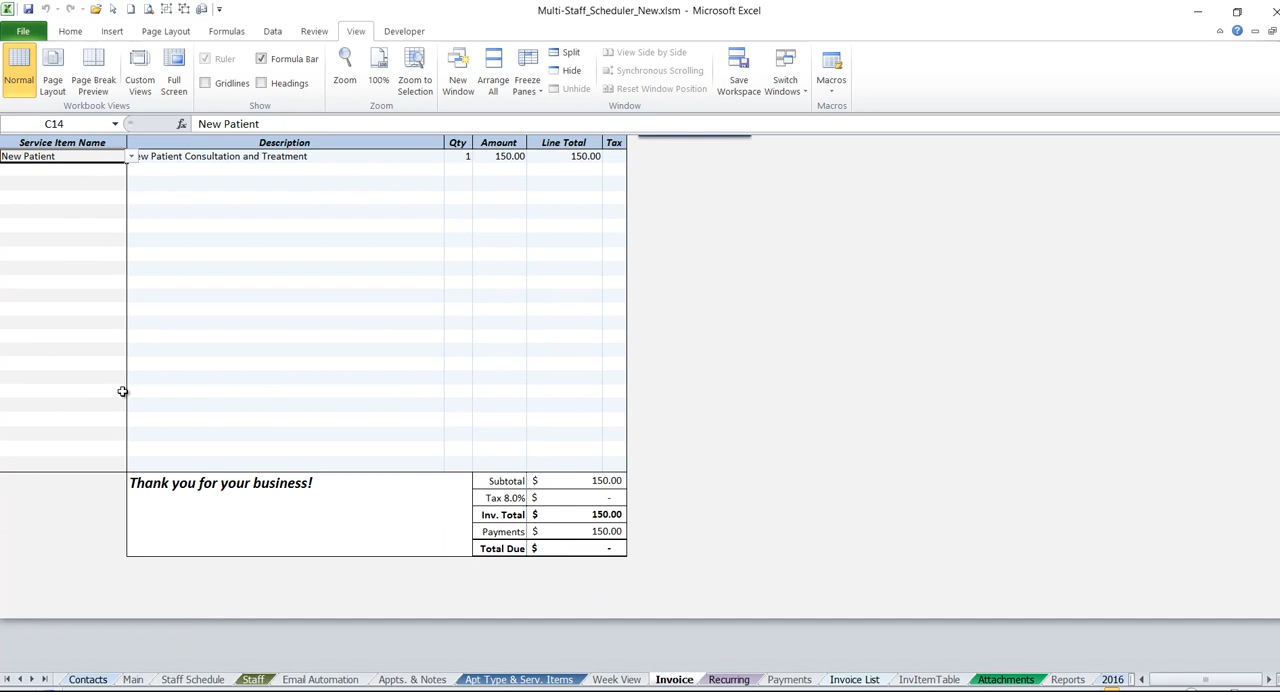 Multi-Staff_Scheduler_New.xlsm - Microsoft Excel
File Home Insert Page Layout Formulas Data Review View Developer
Normal
Page Layout
Page Break Preview
Custom Views
Full Screen
Ruler
Formula Bar
Gridlines
Headings
Zoom
100%
Zoom to Selection
New Window
Arrange All
Freeze Panes
Split
Hide
Unhide
View Side by Side
Synchronous Scrolling
Reset Window Position
Save Workspace
Switch Windows
Macros
Workbook Views Show Zoom Window Macros
C14 fx New Patient
Service Item Name Description Qty Amount Line Total Tax
New Patient ew Patient Consultation and Treatment 1 150.00 150.00
Thank you for your business!
Subtotal $ 150.00
Tax 8.0% $ -
Inv. Total $ 150.00
Payments $ 150.00
Total Due $ -
Contacts Main Staff Schedule Staff Email Automation Appts. & Notes Apt Type & Serv. Items Week View Invoice Recurring Payments Invoice List InvItemTable Attachments Reports 2016